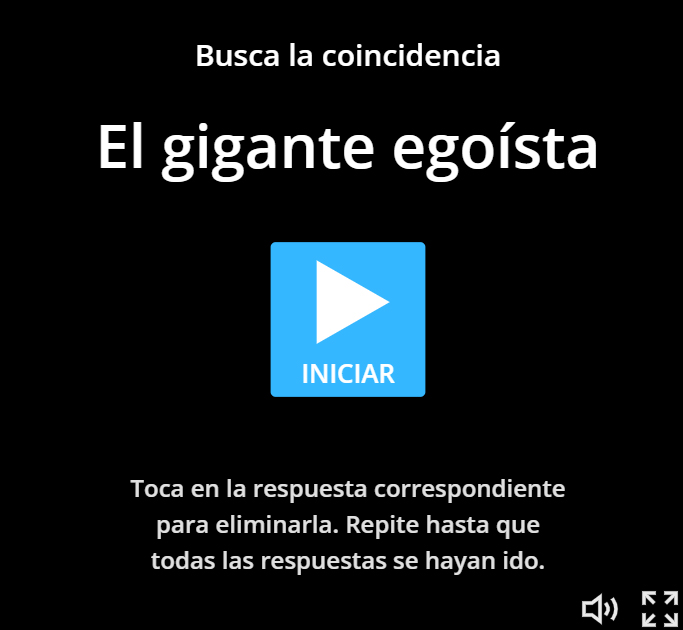 Busca la coincidencia
El gigante egoísta
INICIAR
Toca en la respuesta correspondiente
para eliminarla. Repite hasta que
todas las respuestas se hayan ido.